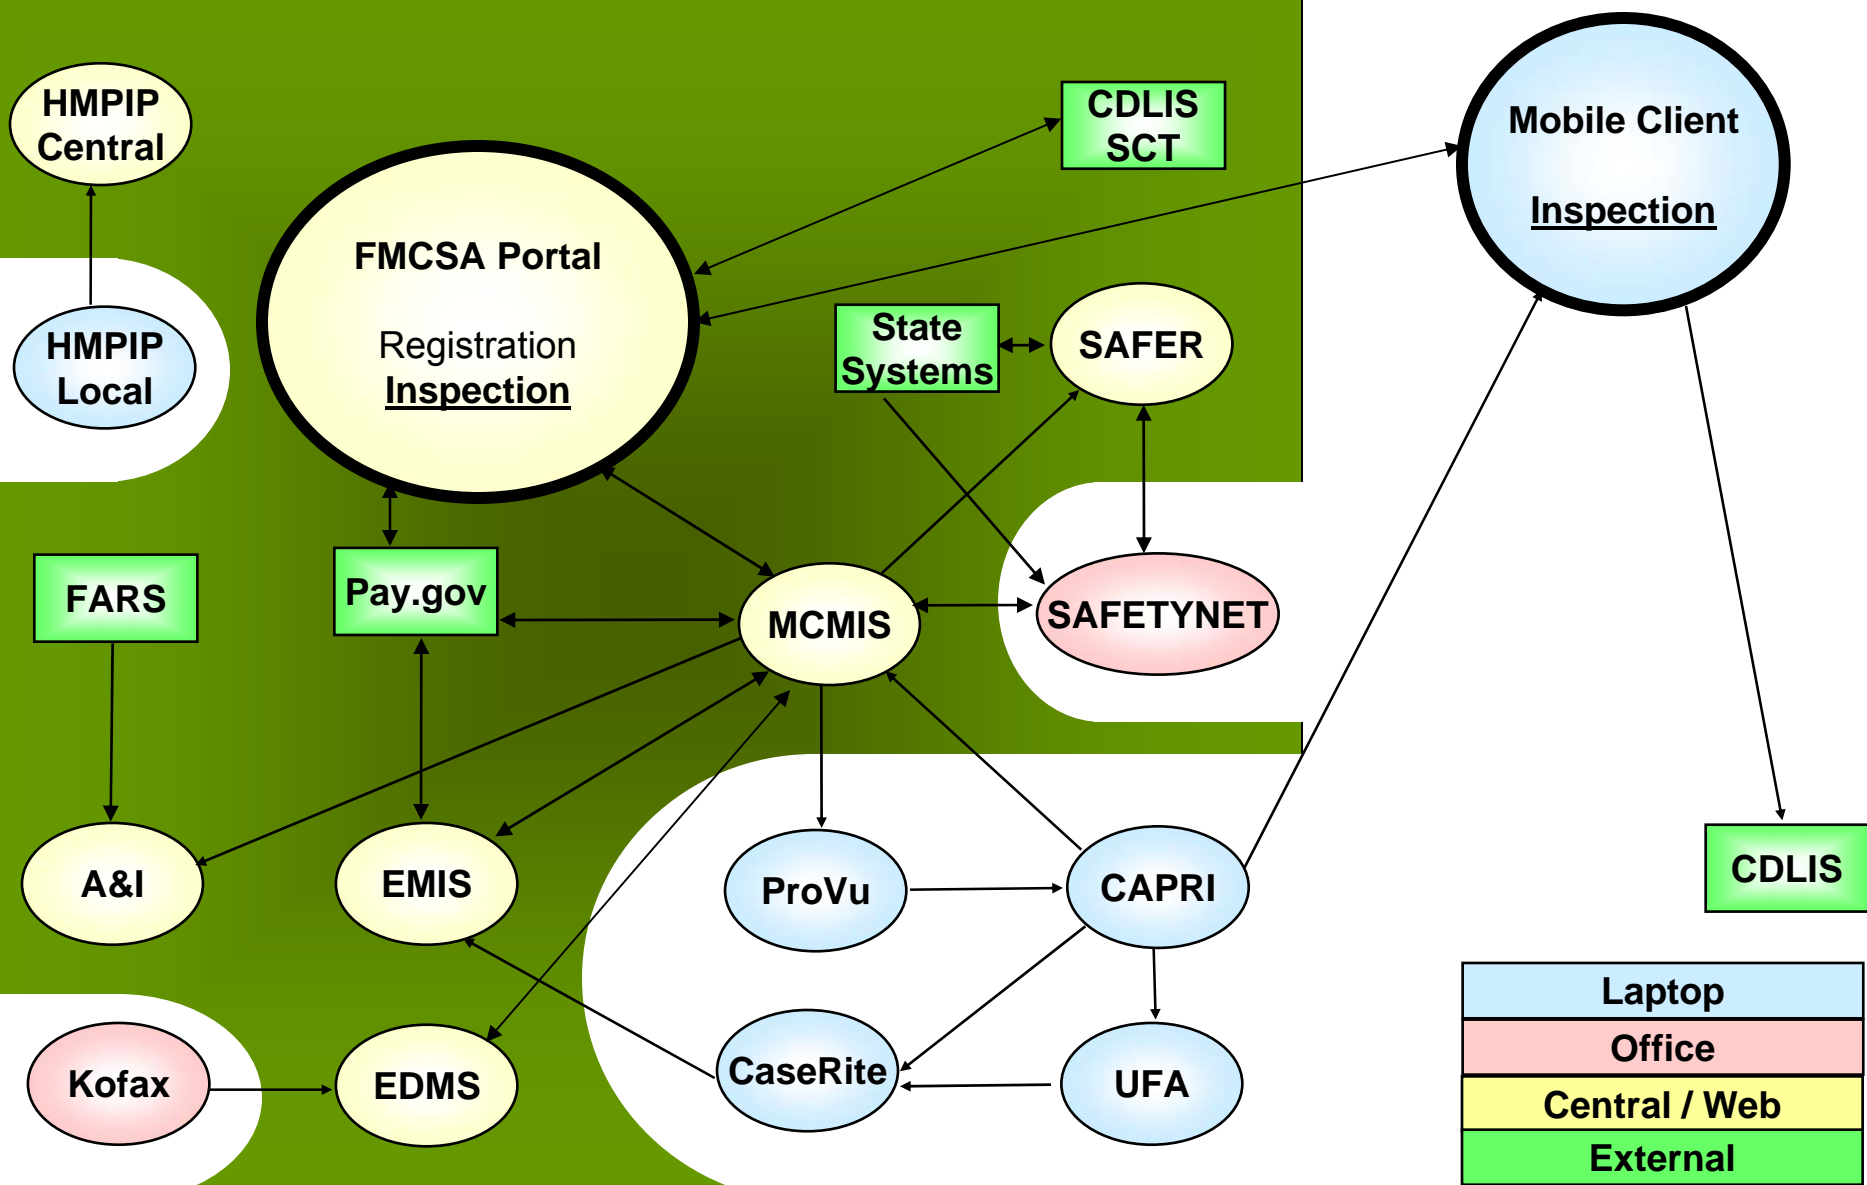 HMPIP
Central
CDLIS
SCT
Mobile Client
Inspection
FMCSA Portal
Registration
Inspection
HMPIP
Local
State
Systems
SAFER
FARS
Pay.gov
MCMIS
SAFETYNET
A&I
EMIS
ProVu
CAPRI
CDLIS
Kofax
EDMS
CaseRite
UFA
Laptop
Office
Central / Web
External